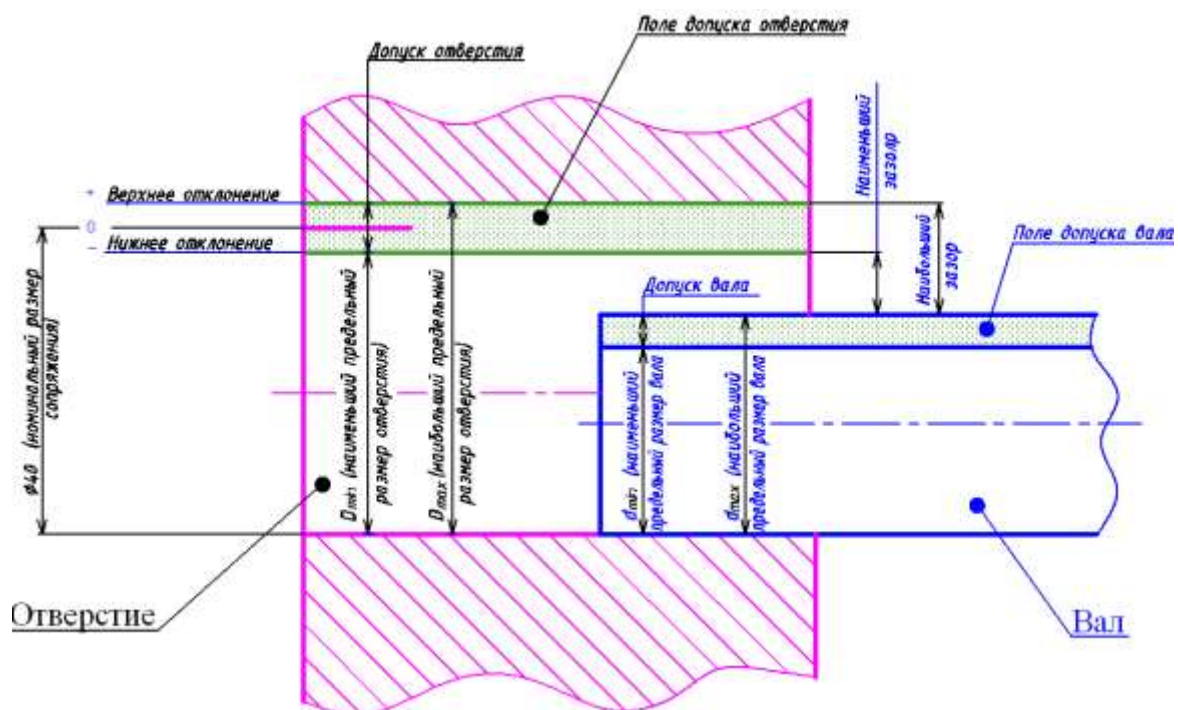 Поле допуска отверстия
Допуск отверстия
Наименьший
зазолр
+
Верхнее отклонение
0
– Нижнее отклонение
Наибольший
зазор
Поле допуска вала
Допуск вала
ϕ40 (номинальный размер
сопряжения)
Dmin (наименьший предельный
размер отверстия)
Dmax (наибольший предельный
размер отверстия)
dmin (наименьший
предельный размер вала
dmax (наибольший
предельный размер вала
Отверстие
Вал